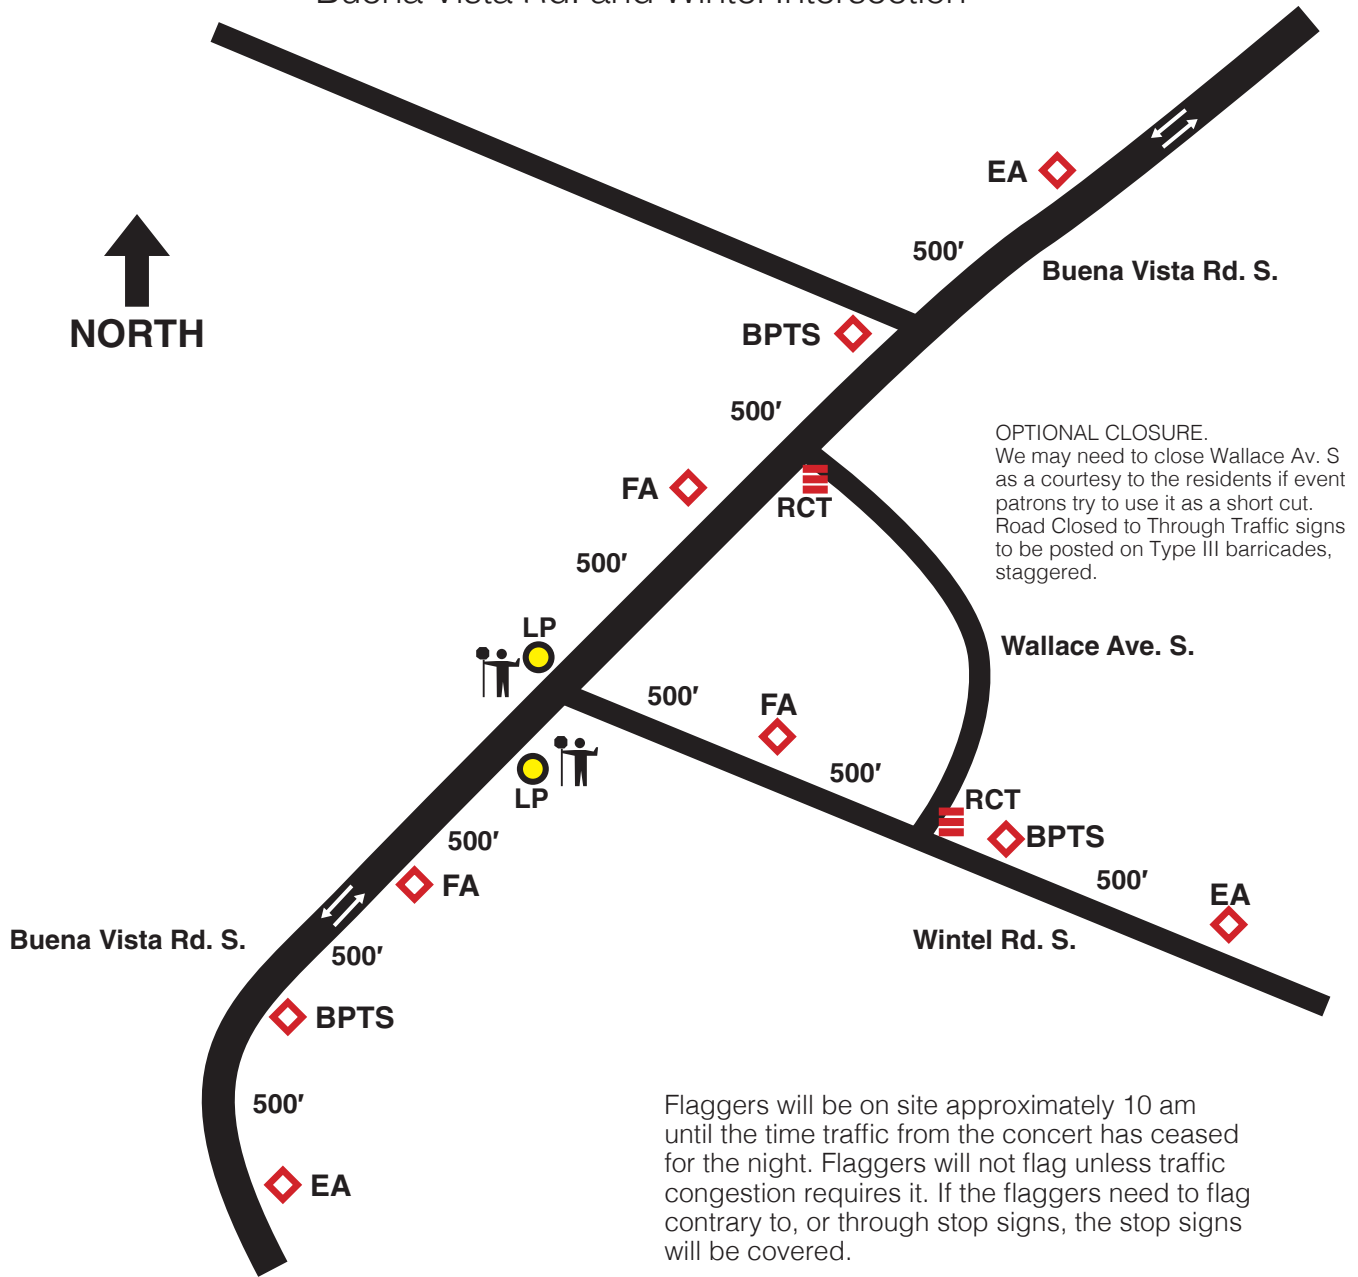 Buena Vista Rd. and Wintel Intersection
EA
500'
Buena Vista Rd. S.
NORTH
BPTS
500'
OPTIONAL CLOSURE.
We may need to close Wallace Av. S
as a courtesy to the residents if event
patrons try to use it as a short cut.
Road Closed to Through Traffic signs
to be posted on Type III barricades,
staggered.
FA
RCT
500'
LP
Wallace Ave. S.
500'
FA
500'
LP
RCT
BPTS
500'
500'
EA
FA
Buena Vista Rd. S.
Wintel Rd. S.
500'
BPTS
500'
EA
Flaggers will be on site approximately 10 am
until the time traffic from the concert has ceased
for the night. Flaggers will not flag unless traffic
congestion requires it. If the flaggers need to flag
contrary to, or through stop signs, the stop signs
will be covered.